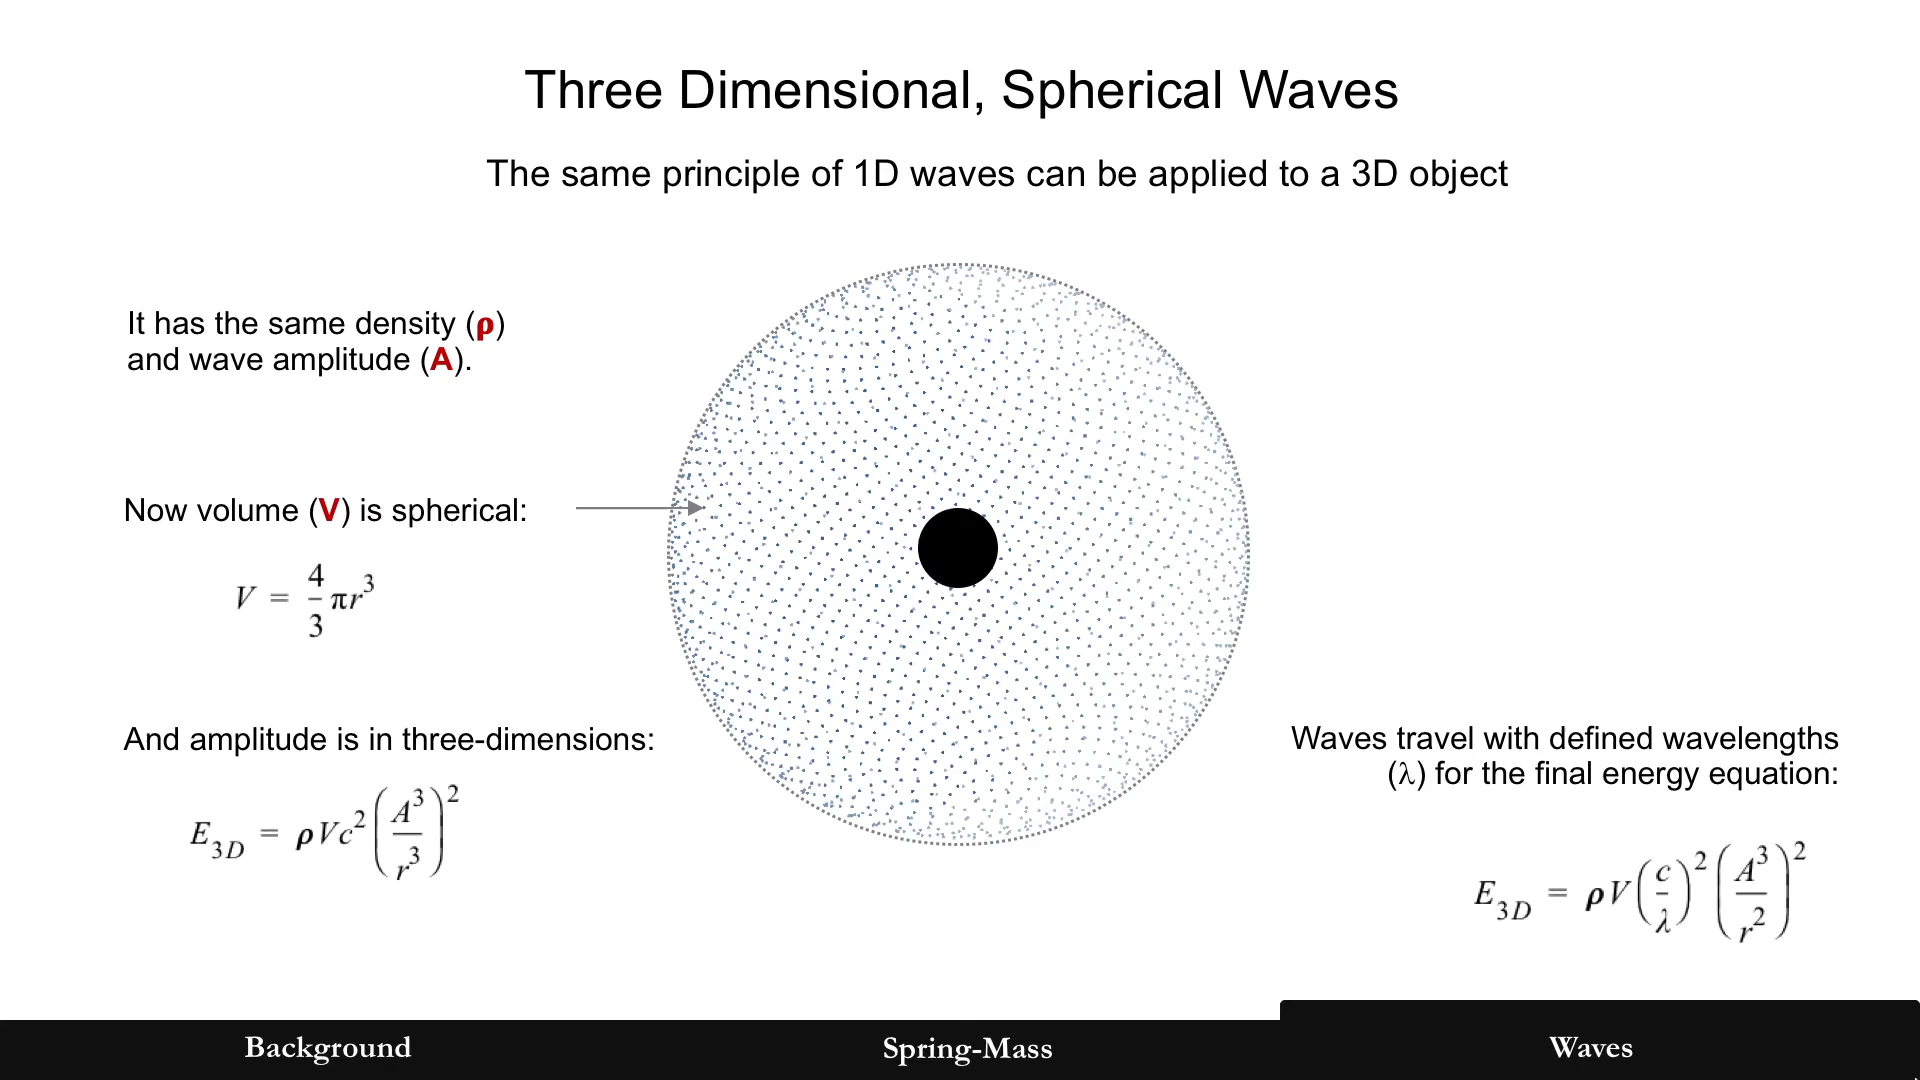 Three Dimensional, Spherical Waves
The same principle of 1D waves can be applied to a 3D object
It has the same density (ρ)
and wave amplitude (A).
Now volume (V) is spherical:
V = 4/3 πr³
And amplitude is in three-dimensions:
E₃D = ρVc² (A³/r³)²
Waves travel with defined wavelengths
(λ) for the final energy equation:
E₃D = ρV (c/λ)² (A³/r²)²
Background
Spring-Mass
Waves